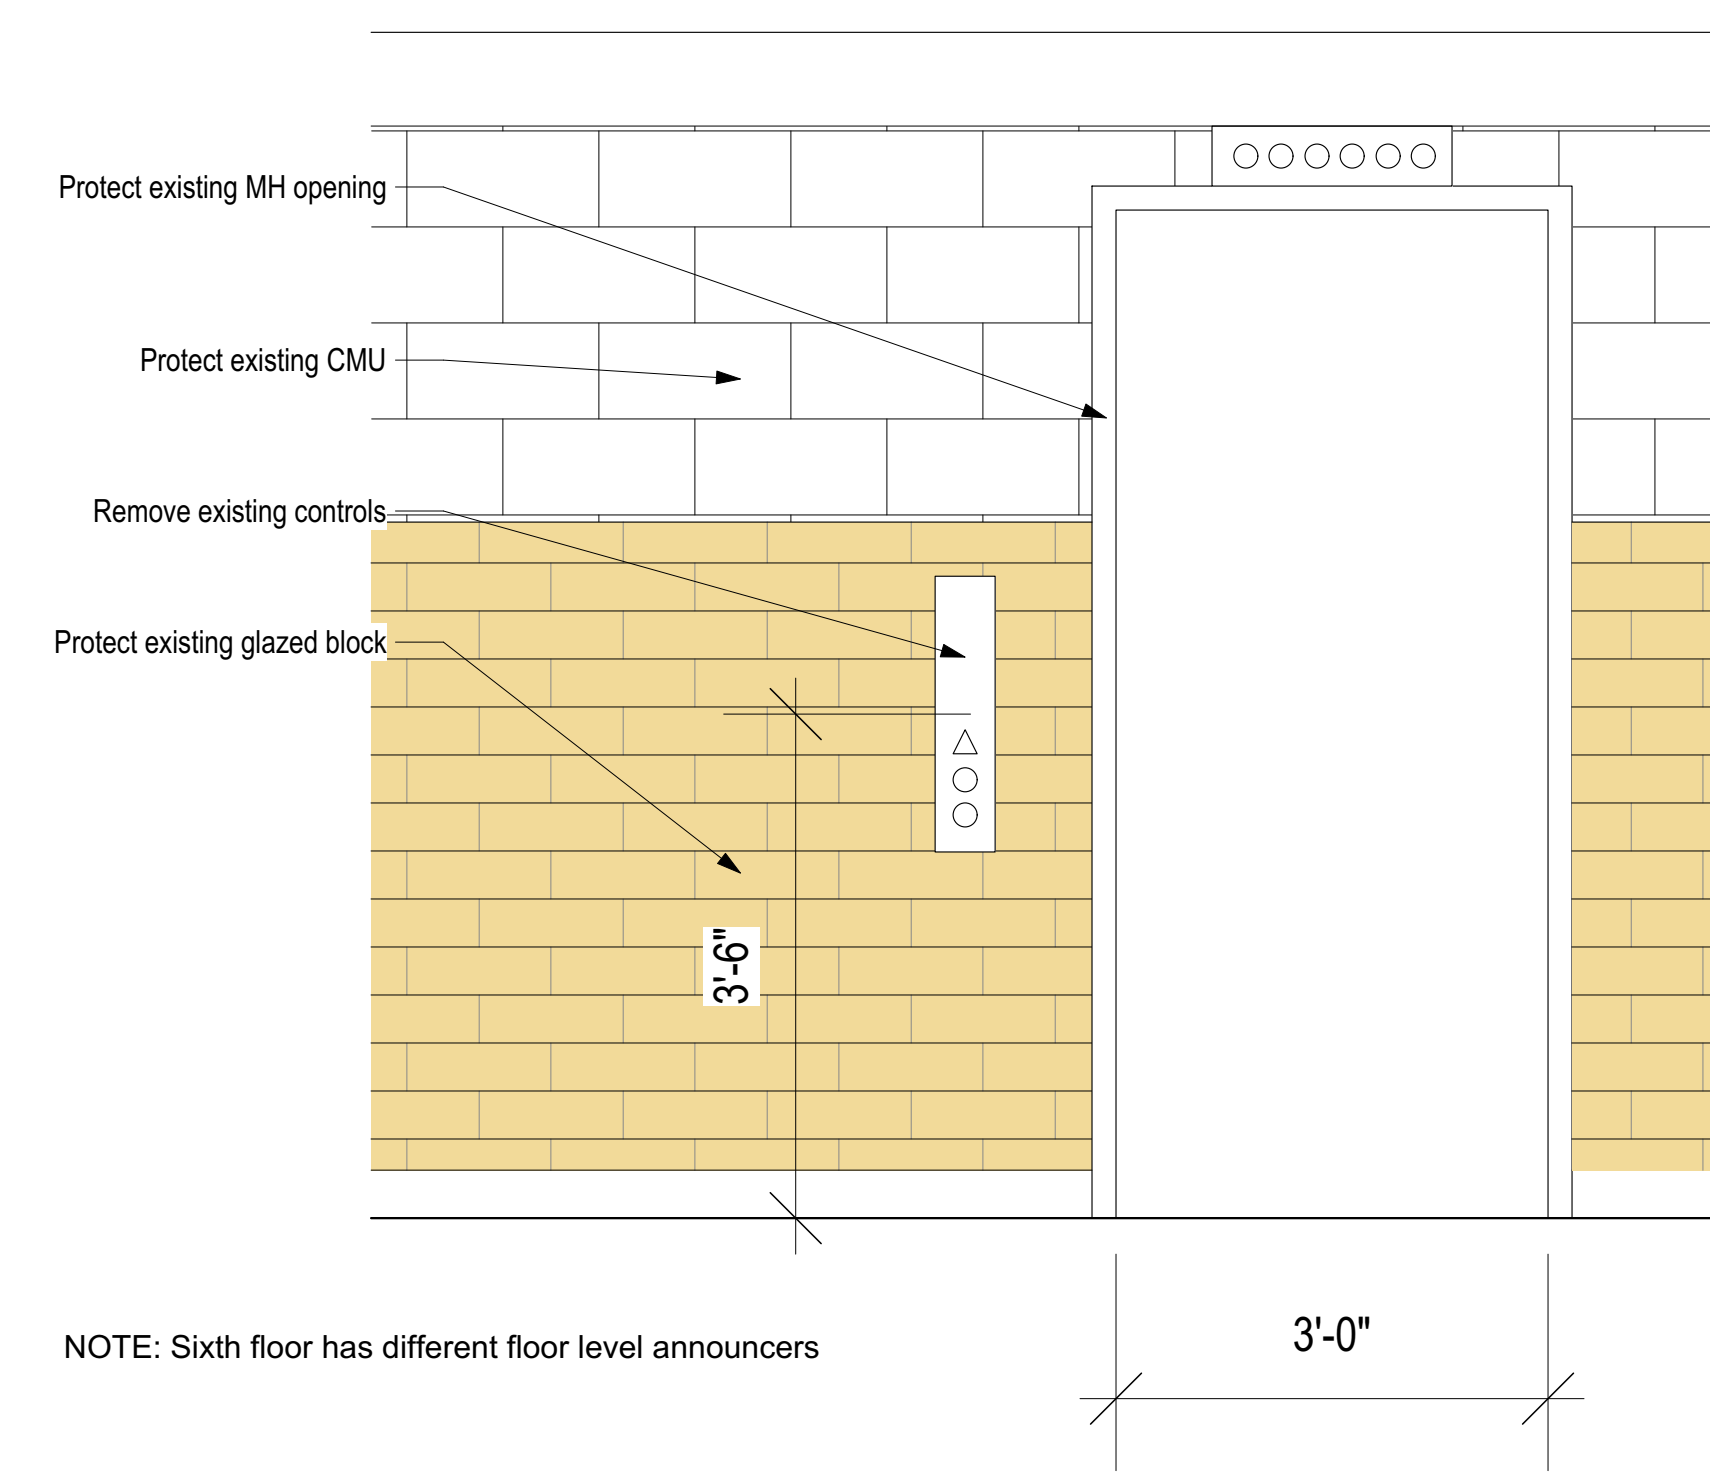 Protect existing MH opening
Protect existing CMU
Remove existing controls
Protect existing glazed block
3'-6"
3'-0"
NOTE: Sixth floor has different floor level announcers